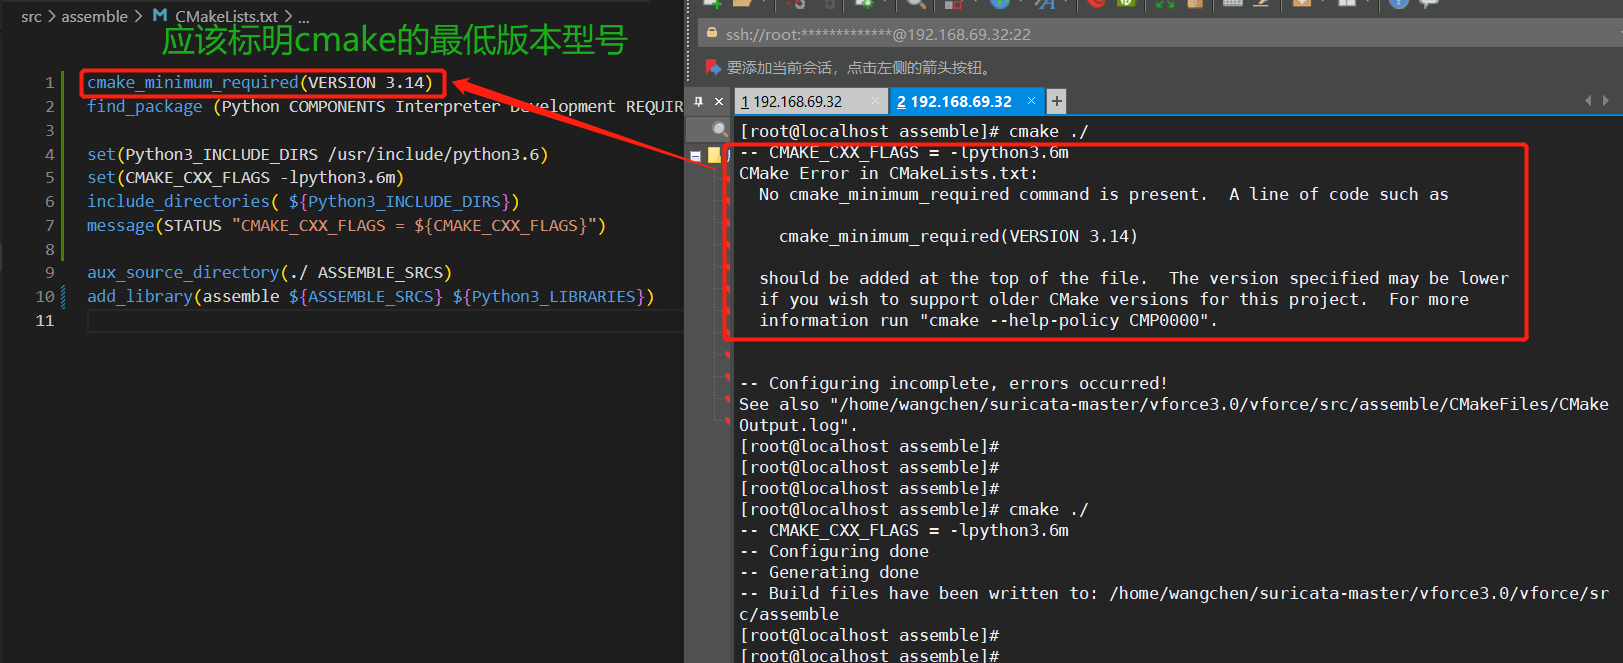 src > assemble > M CMakeLists.txt > ...
应该标明cmake的最低版本型号
1 cmake_minimum_required(VERSION 3.14)
2 find_package (Python COMPONENTS Interpreter Development REQUIR
3
4 set(Python3_INCLUDE_DIRS /usr/include/python3.6)
5 set(CMAKE_CXX_FLAGS -lpython3.6m)
6 include_directories( ${Python3_INCLUDE_DIRS})
7 message(STATUS "CMAKE_CXX_FLAGS = ${CMAKE_CXX_FLAGS}")
8
9 aux_source_directory(./ ASSEMBLE_SRCS)
10 add_library(assemble ${ASSEMBLE_SRCS} ${Python3_LIBRARIES})
11
ssh://root:*************@192.168.69.32:22
要添加当前会话，点击左侧的箭头按钮。
1 192.168.69.32 × 2 192.168.69.32 × +
[root@localhost assemble]# cmake ./
-- CMAKE_CXX_FLAGS = -lpython3.6m
CMake Error in CMakeLists.txt:
No cmake_minimum_required command is present.  A line of code such as
cmake_minimum_required(VERSION 3.14)
should be added at the top of the file.  The version specified may be lower
if you wish to support older CMake versions for this project.  For more
information run "cmake --help-policy CMP0000".
-- Configuring incomplete, errors occurred!
See also "/home/wangchen/suricata-master/vforce3.0/vforce/src/assemble/CMakeFiles/CMake
Output.log".
[root@localhost assemble]#
[root@localhost assemble]#
[root@localhost assemble]#
[root@localhost assemble]# cmake ./
-- CMAKE_CXX_FLAGS = -lpython3.6m
-- Configuring done
-- Generating done
-- Build files have been written to: /home/wangchen/suricata-master/vforce3.0/vforce/sr
c/assemble
[root@localhost assemble]#
[root@localhost assemble]#